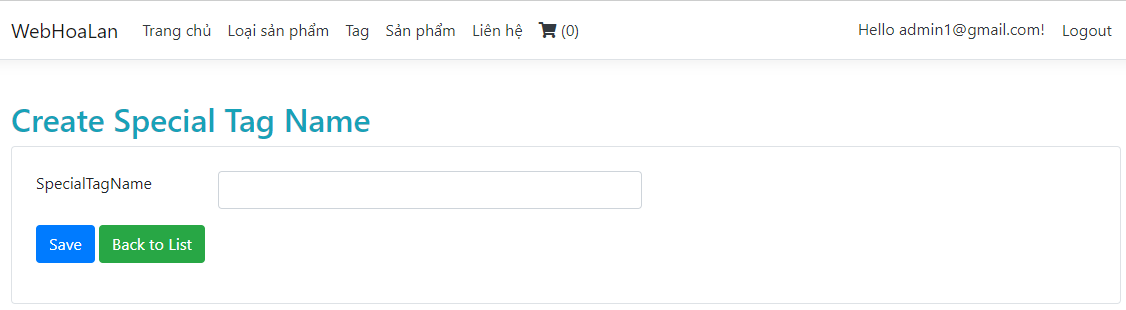 WebHoaLan Trang chủ Loại sản phẩm Tag Sản phẩm Liên hệ (0) Hello admin1@gmail.com! Logout
Create Special Tag Name
SpecialTagName
Save Back to List